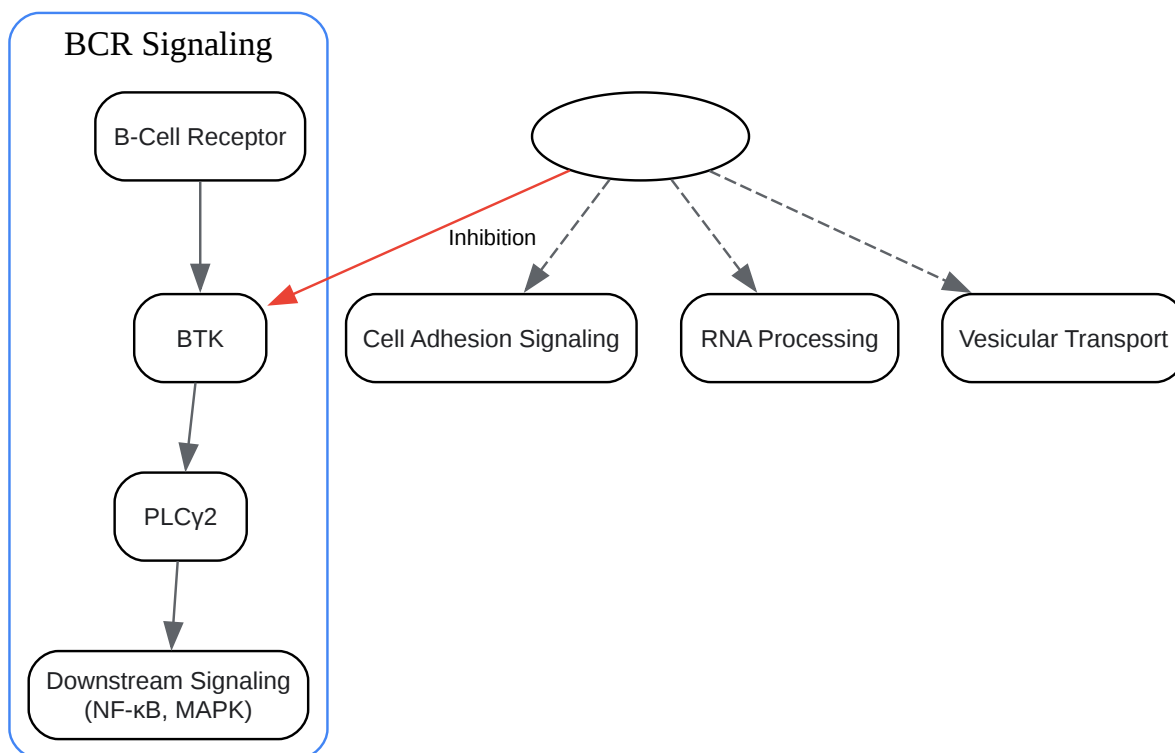 BCR Signaling
B-Cell Receptor
Inhibition
BTK
Cell Adhesion Signaling
RNA Processing
Vesicular Transport
PLCγ2
Downstream Signaling
(NF-κB, MAPK)